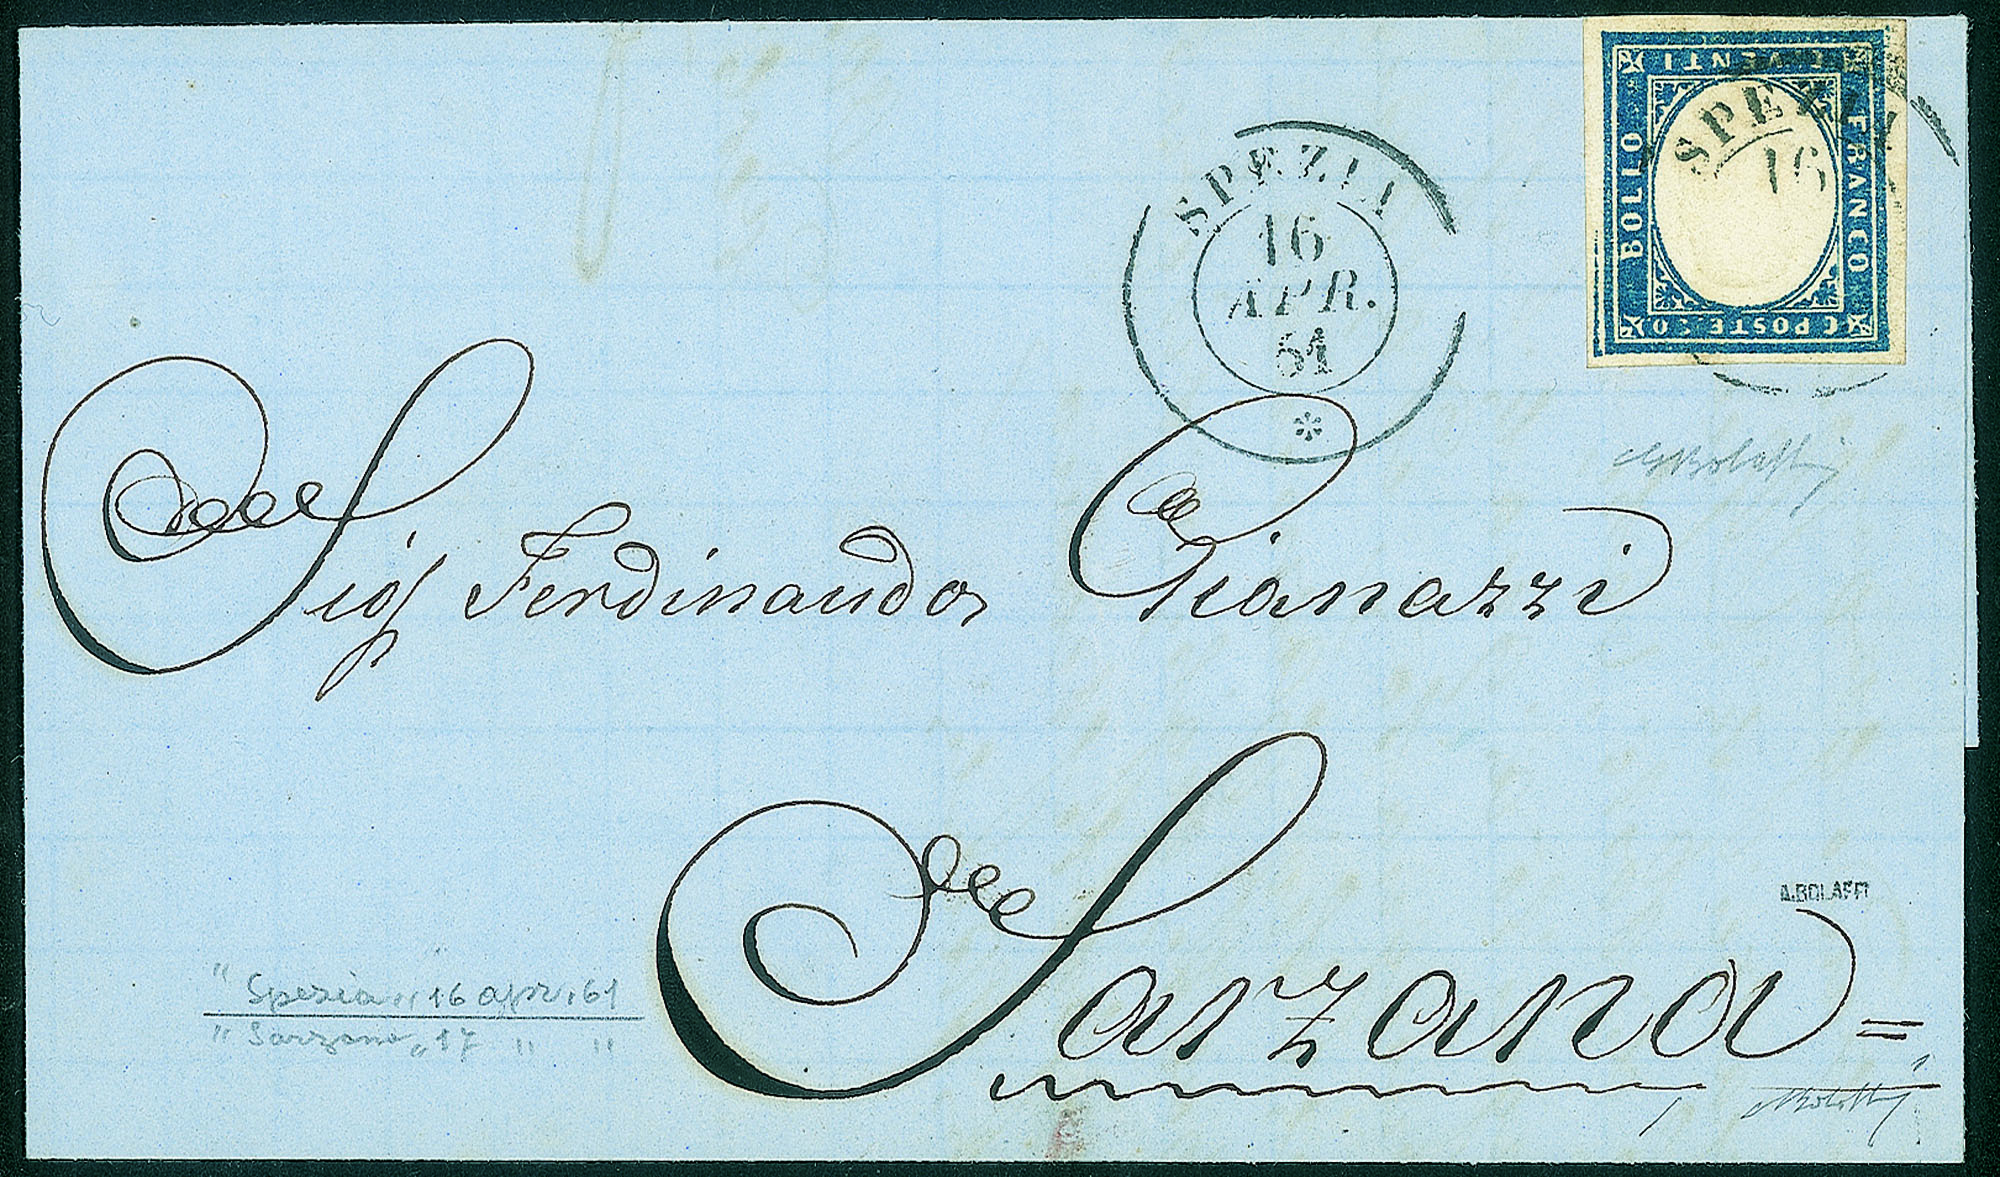 C. VENTI
BOLLO
FRANCO
C POSTE 20
SPEZIA
16
SPEZIA
16
APR.
61
*
Sig Ferdinando Gianazzi
Sarzana =
A.BOLAFFI
" Spezia „ 16 apr. 61
" Sarzana „ 17 " "